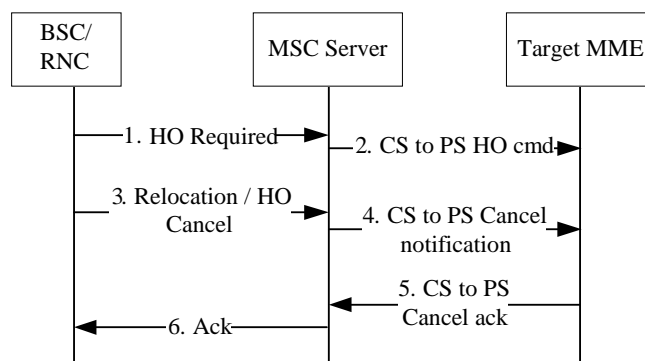 BSC/
RNC
MSC Server
Target MME
1. HO Required
2. CS to PS HO cmd
3. Relocation / HO
Cancel
4. CS to PS Cancel
notification
5. CS to PS
Cancel ack
6. Ack